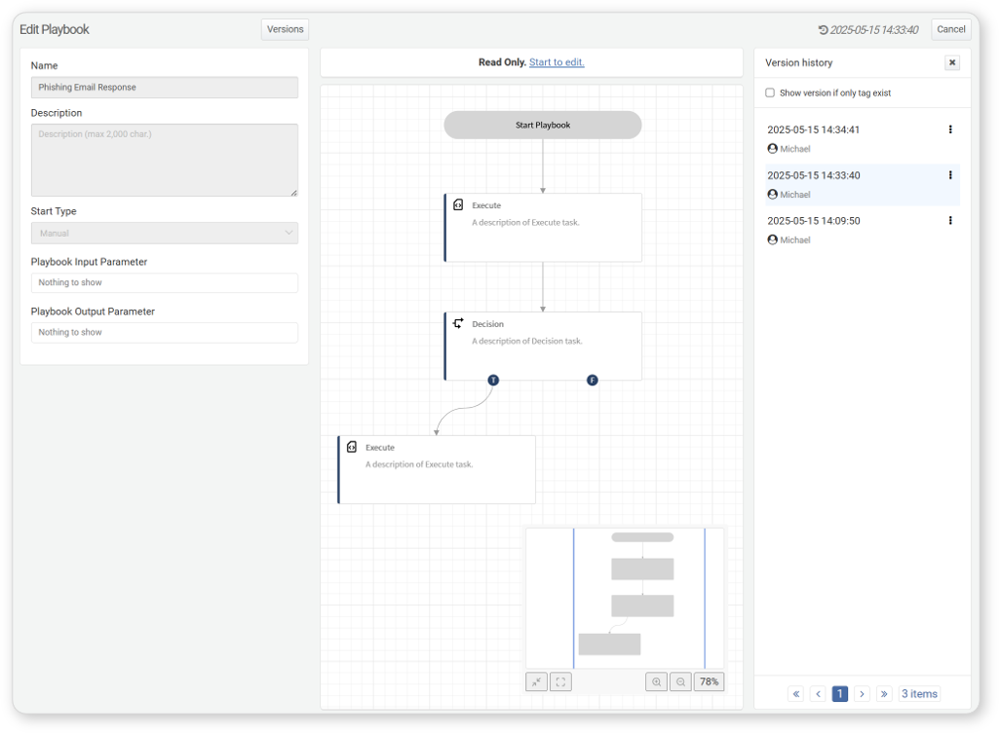 Edit Playbook
Versions
2025-05-15 14:33:40
Cancel
Name
Phishing Email Response
Description
Description (max 2,000 char.)
Start Type
Manual
Playbook Input Parameter
Nothing to show
Playbook Output Parameter
Nothing to show
Read Only. Start to edit.
Start Playbook
Execute
A description of Execute task.
Decision
A description of Decision task.
T
F
Execute
A description of Execute task.
78%
Version history
Show version if only tag exist
2025-05-15 14:34:41
Michael
2025-05-15 14:33:40
Michael
2025-05-15 14:09:50
Michael
« ‹ 1 › » 3 items